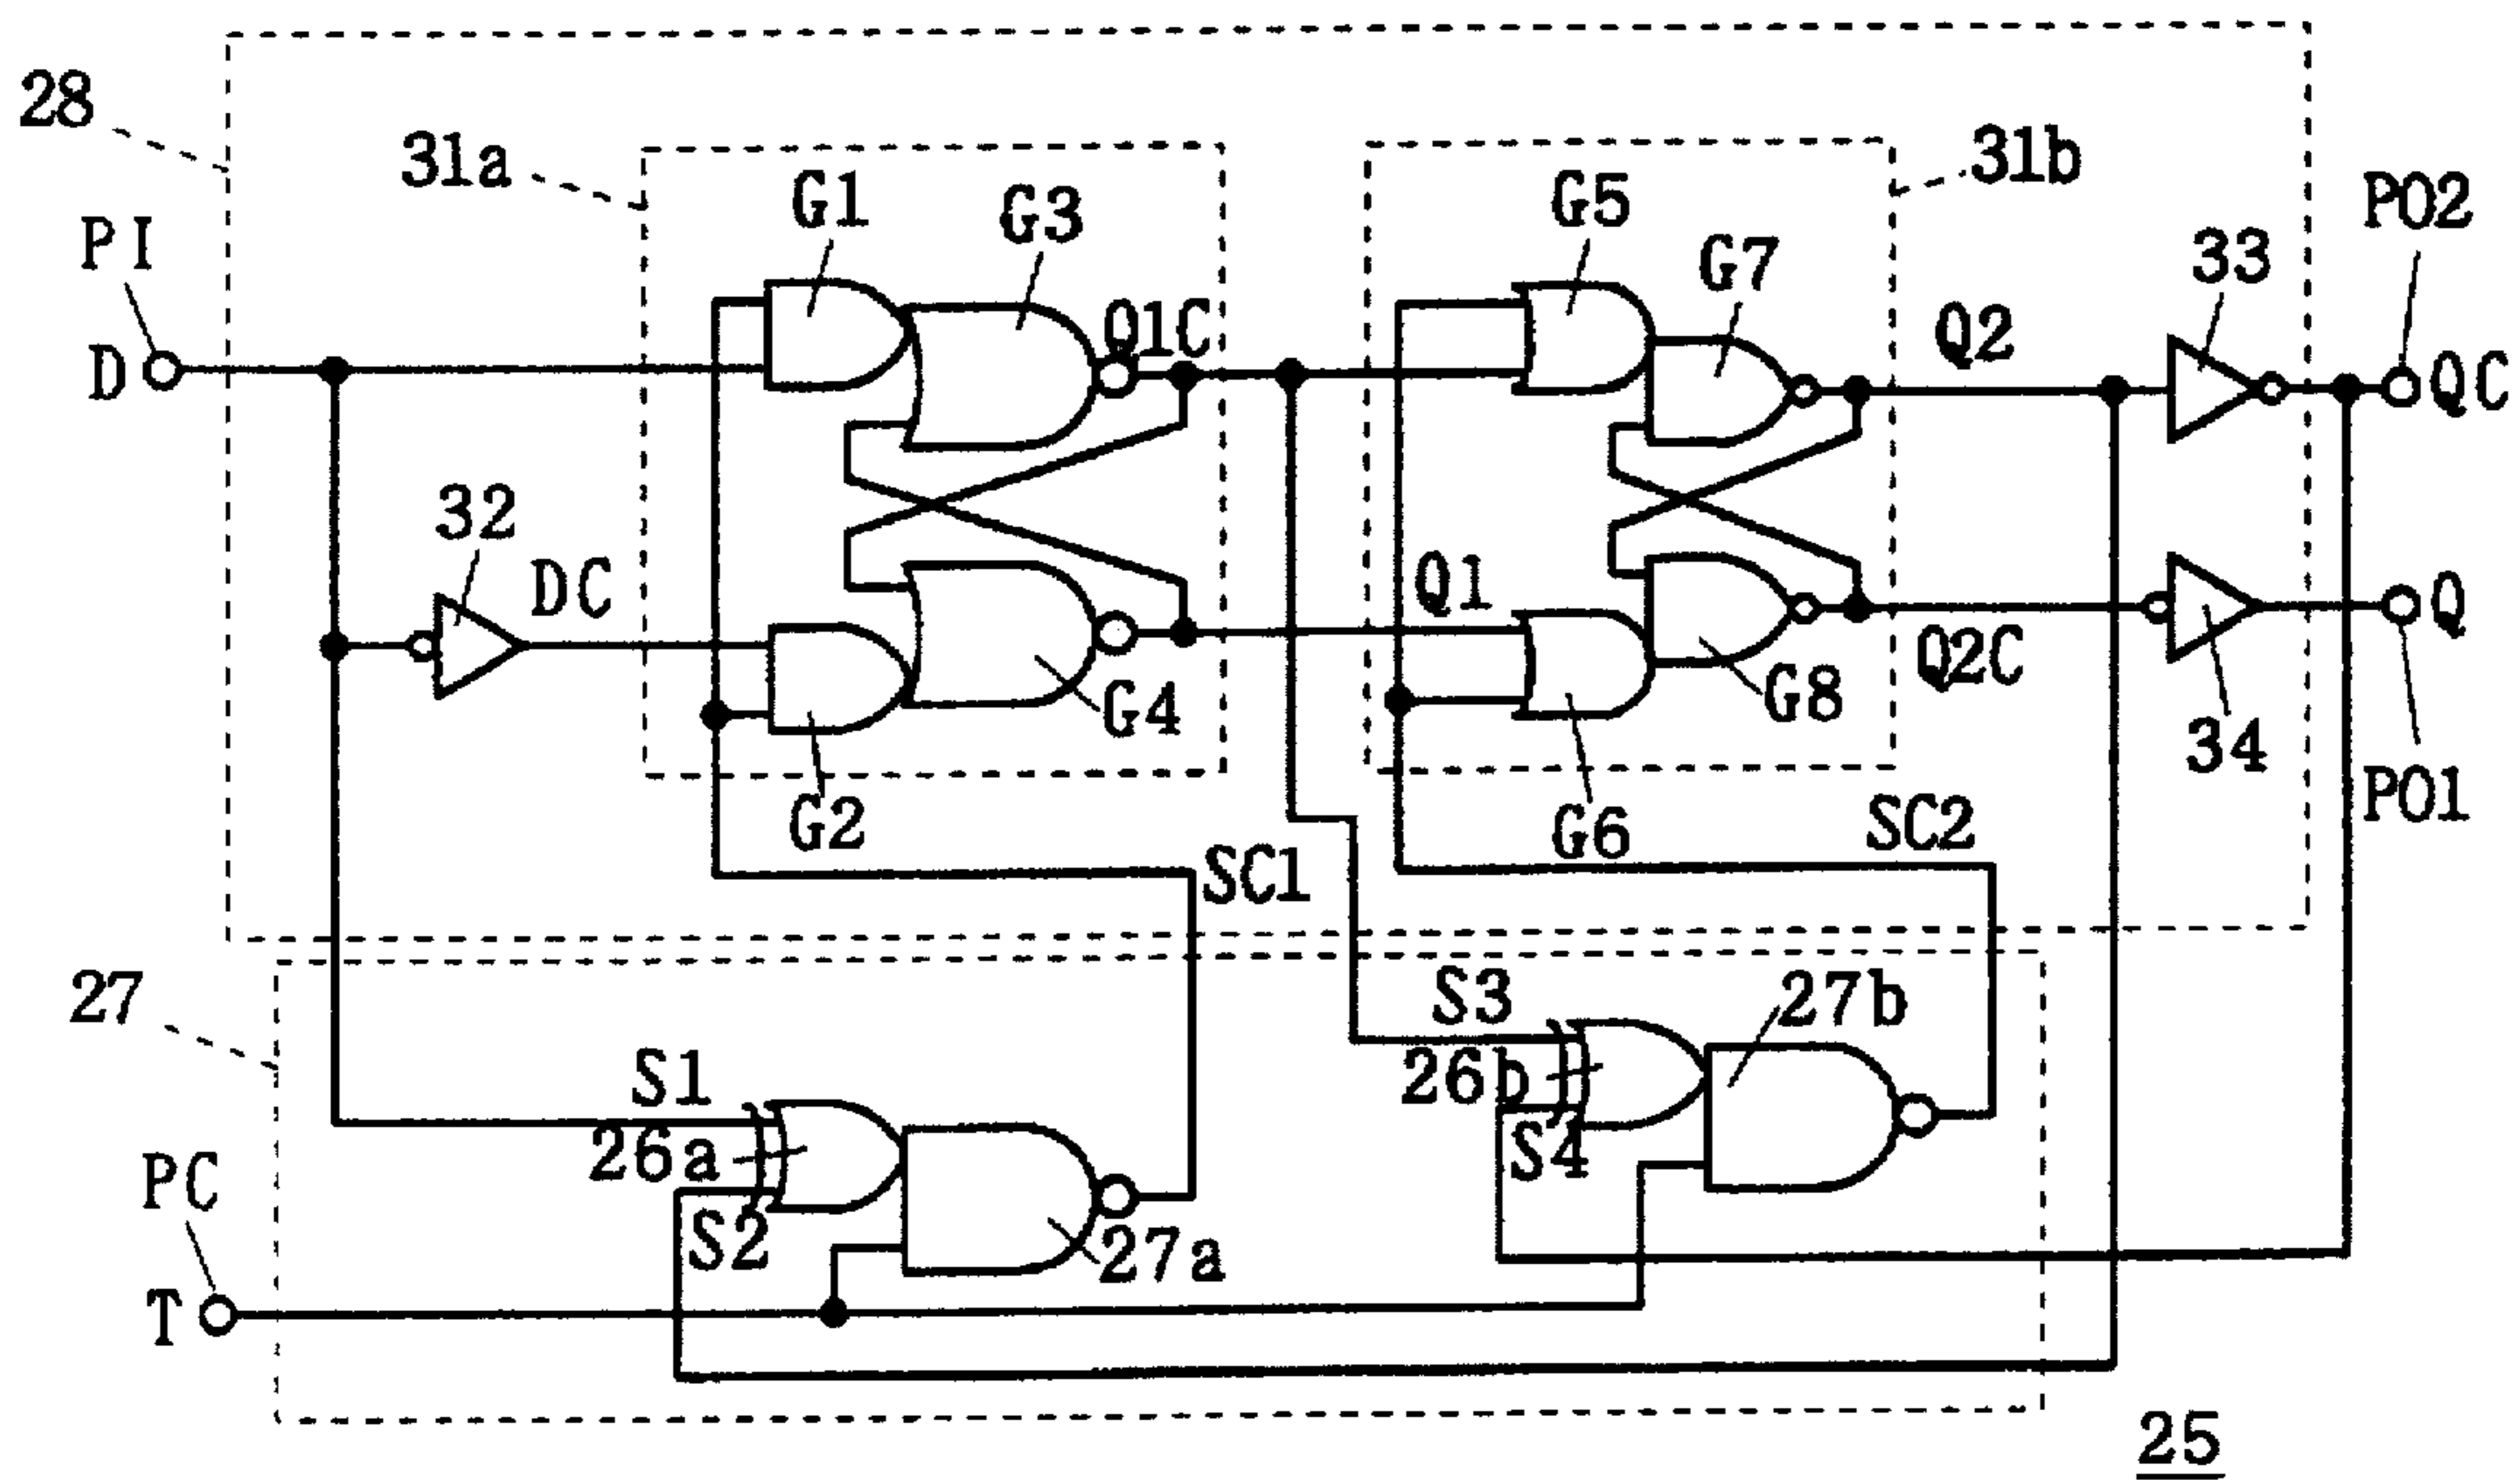 28
31a
31b
PI
G1
G3
G5
G7
33
PO2
D
Q1C
Q2
QC
32
DC
Q1
Q
G4
G8
Q2C
34
G2
G6
SC1
SC2
PO1
27
S3
27b
26b
S1
26a
S4
PC
S2
27a
T
25